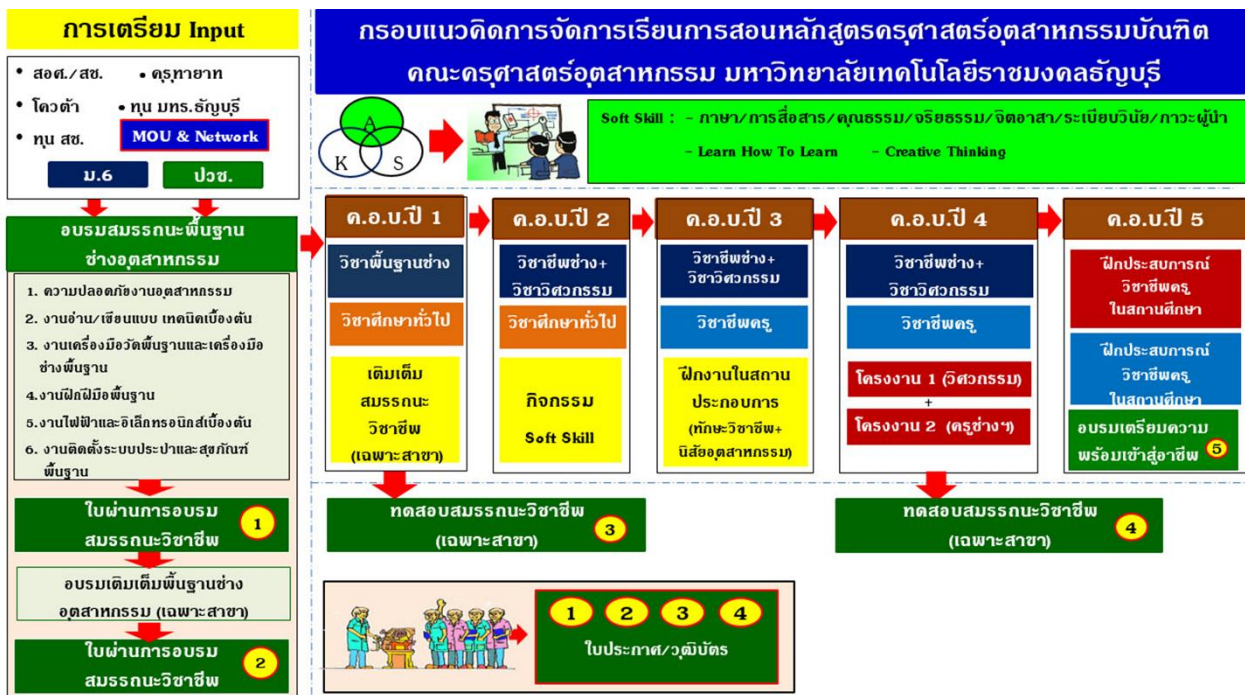 การเตรียม Input
• สอศ./สช. • ครุทายาท
• โควต้า • ทุน มทร.ธัญบุรี
• ทุน สช. MOU & Network
ม.6 ปวช.
อบรมสมรรถนะพื้นฐาน
ช่างอุตสาหกรรม
1. ความปลอดภัยงานอุตสาหกรรม
2. งานอ่าน/เขียนแบบ เทคนิคเบื้องต้น
3. งานเครื่องมือวัดพื้นฐานและเครื่องมือ
ช่างพื้นฐาน
4.งานฝึกฝีมือพื้นฐาน
5.งานไฟฟ้าและอิเล็กทรอนิกส์เบื้องต้น
6. งานติดตั้งระบบประปาและสุขภัณฑ์
พื้นฐาน
ใบผ่านการอบรม
สมรรถนะวิชาชีพ
1
อบรมเติมเต็มพื้นฐานช่าง
อุตสาหกรรม (เฉพาะสาขา)
ใบผ่านการอบรม
สมรรถนะวิชาชีพ
2
กรอบแนวคิดการจัดการเรียนการสอนหลักสูตรครุศาสตร์อุตสาหกรรมบัณฑิต
คณะครุศาสตร์อุตสาหกรรม มหาวิทยาลัยเทคโนโลยีราชมงคลธัญบุรี
A
K S
Soft Skill : - ภาษา/การสื่อสาร/คุณธรรม/จริยธรรม/จิตอาสา/ระเบียบวินัย/ภาวะผู้นำ
- Learn How To Learn - Creative Thinking
ค.อ.บ.ปี 1
วิชาพื้นฐานช่าง
วิชาศึกษาทั่วไป
เติมเต็ม
สมรรถนะ
วิชาชีพ
(เฉพาะสาขา)
ค.อ.บ.ปี 2
วิชาชีพช่าง+
วิชาวิศวกรรม
วิชาศึกษาทั่วไป
กิจกรรม
Soft Skill
ค.อ.บ.ปี 3
วิชาชีพช่าง+
วิชาวิศวกรรม
วิชาชีพครู
ฝึกงานในสถาน
ประกอบการ
(ทักษะวิชาชีพ+
นิสัยอุตสาหกรรม)
ค.อ.บ.ปี 4
วิชาชีพช่าง+
วิชาวิศวกรรม
วิชาชีพครู
โครงงาน 1 (วิศวกรรม)
+
โครงงาน 2 (ครูช่างฯ)
ค.อ.บ.ปี 5
ฝึกประสบการณ์
วิชาชีพครู
ในสถานศึกษา
ฝึกประสบการณ์
วิชาชีพครู
ในสถานศึกษา
อบรมเตรียมความ
พร้อมเข้าสู่อาชีพ 5
ทดสอบสมรรถนะวิชาชีพ
(เฉพาะสาขา)
3
ทดสอบสมรรถนะวิชาชีพ
(เฉพาะสาขา)
4
1 2 3 4
ใบประกาศ/วุฒิบัตร